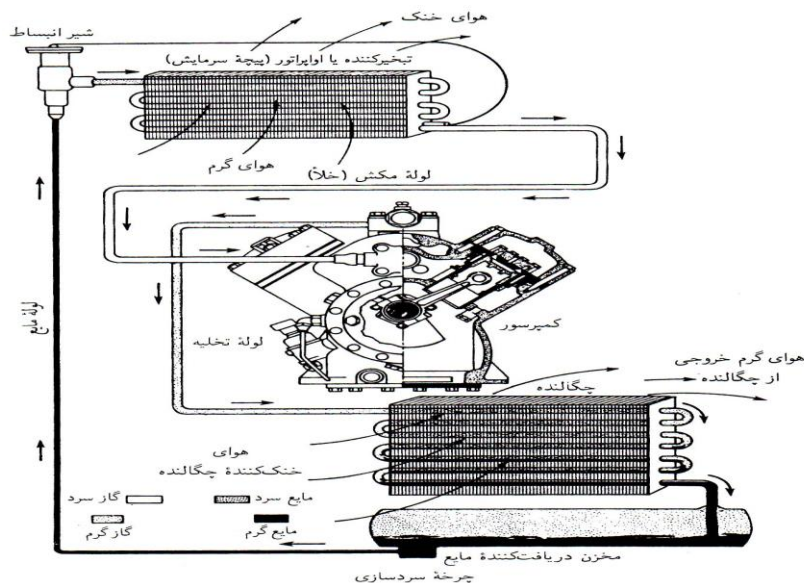 هوای خنک
شیر انبساط
تبخیرکننده یا اواپراتور (پیچهٔ سرمایش)
هوای گرم
لولهٔ مکش (خلأ)
لولهٔ مایع
کمپرسور
لولهٔ تخلیه
هوای گرم خروجی
از چگالنده
چگالنده
هوای
خنک‌کنندهٔ چگالنده
مایع سرد
گاز سرد
مایع گرم
گاز گرم
مخزن دریافت‌کنندهٔ مایع
چرخهٔ سردسازی